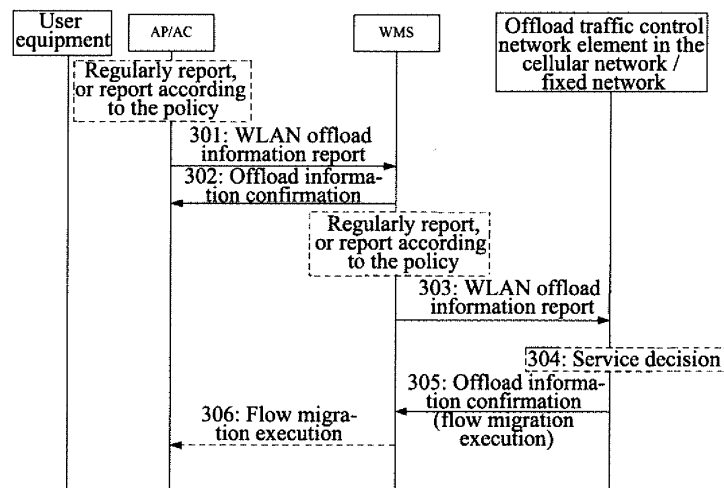 User
equipment
AP/AC
WMS
Offload traffic control
network element in the
cellular network /
fixed network
Regularly report,
or report according
to the policy
301: WLAN offload
information report
302: Offload informa-
tion confirmation
Regularly report,
or report according
to the policy
303: WLAN offload
information report
304: Service decision
305: Offload informa-
tion confirmation
(flow migration
execution)
306: Flow migra-
tion execution